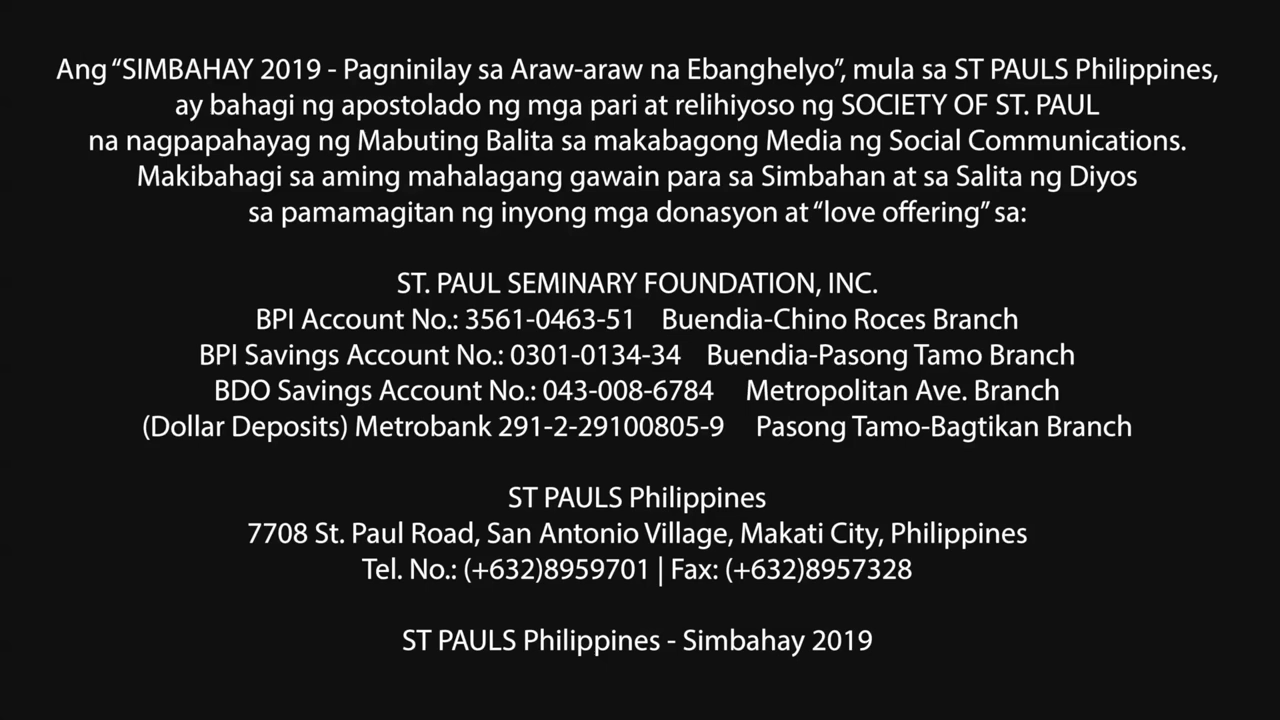 Ang “SIMBAHAY 2019 - Pagninilay sa Araw-araw na Ebanghelyo”, mula sa ST PAULS Philippines,
ay bahagi ng apostolado ng mga pari at relihiyoso ng SOCIETY OF ST. PAUL
na nagpapahayag ng Mabuting Balita sa makabagong Media ng Social Communications.
Makibahagi sa aming mahalagang gawain para sa Simbahan at sa Salita ng Diyos
sa pamamagitan ng inyong mga donasyon at “love offering” sa:
ST. PAUL SEMINARY FOUNDATION, INC.
BPI Account No.: 3561-0463-51 Buendia-Chino Roces Branch
BPI Savings Account No.: 0301-0134-34 Buendia-Pasong Tamo Branch
BDO Savings Account No.: 043-008-6784 Metropolitan Ave. Branch
(Dollar Deposits) Metrobank 291-2-29100805-9 Pasong Tamo-Bagtikan Branch
ST PAULS Philippines
7708 St. Paul Road, San Antonio Village, Makati City, Philippines
Tel. No.: (+632)8959701 | Fax: (+632)8957328
ST PAULS Philippines - Simbahay 2019